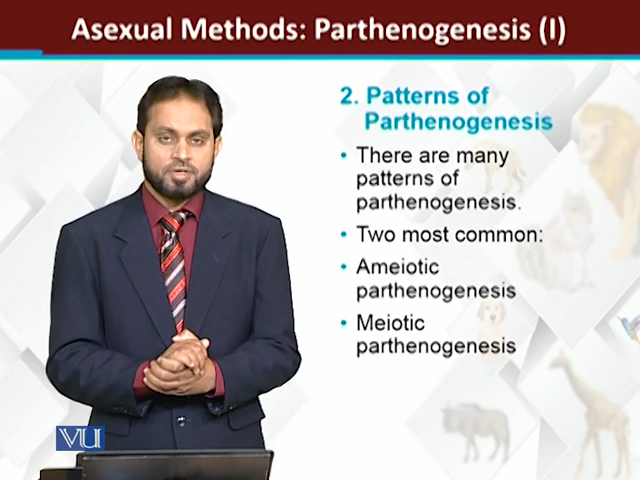 Asexual Methods: Parthenogenesis (I)
2. Patterns of
Parthenogenesis
• There are many
patterns of
parthenogenesis.
• Two most common:
• Ameiotic
parthenogenesis
• Meiotic
parthenogenesis
VU